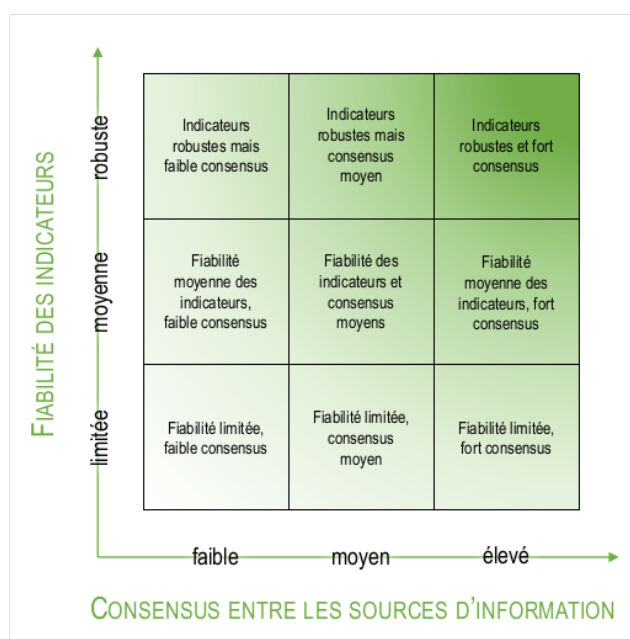 FIABILITÉ DES INDICATEURS
robuste
moyenne
limitée
Indicateurs
robustes mais
faible consensus
Indicateurs
robustes mais
consensus
moyen
Indicateurs
robustes et fort
consensus
Fiabilité
moyenne des
indicateurs,
faible consensus
Fiabilité des
indicateurs et
consensus
moyens
Fiabilité
moyenne des
indicateurs, fort
consensus
Fiabilité limitée,
faible consensus
Fiabilité limitée,
consensus
moyen
Fiabilité limitée,
fort consensus
faible
moyen
élevé
CONSENSUS ENTRE LES SOURCES D'INFORMATION